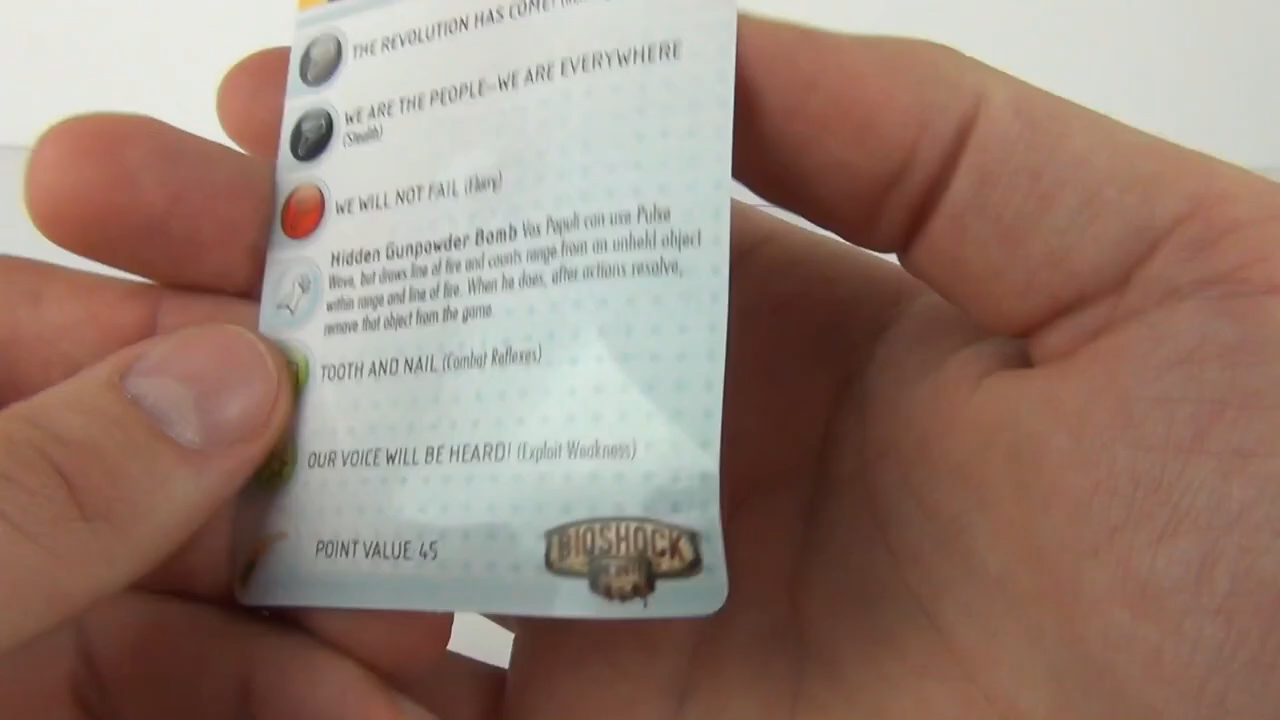 THE REVOLUTION HAS COME!
WE ARE THE PEOPLE–WE ARE EVERYWHERE
(Stealth)
WE WILL NOT FAIL (Flurry)
Hidden Gunpowder Bomb Vox Populi can use Pulse
Wave, but draws line of fire and counts range from an unheld object
within range and line of fire. When he does, after actions resolve,
remove that object from the game.
TOOTH AND NAIL (Combat Reflexes)
OUR VOICE WILL BE HEARD! (Exploit Weakness)
POINT VALUE 45
BIOSHOCK